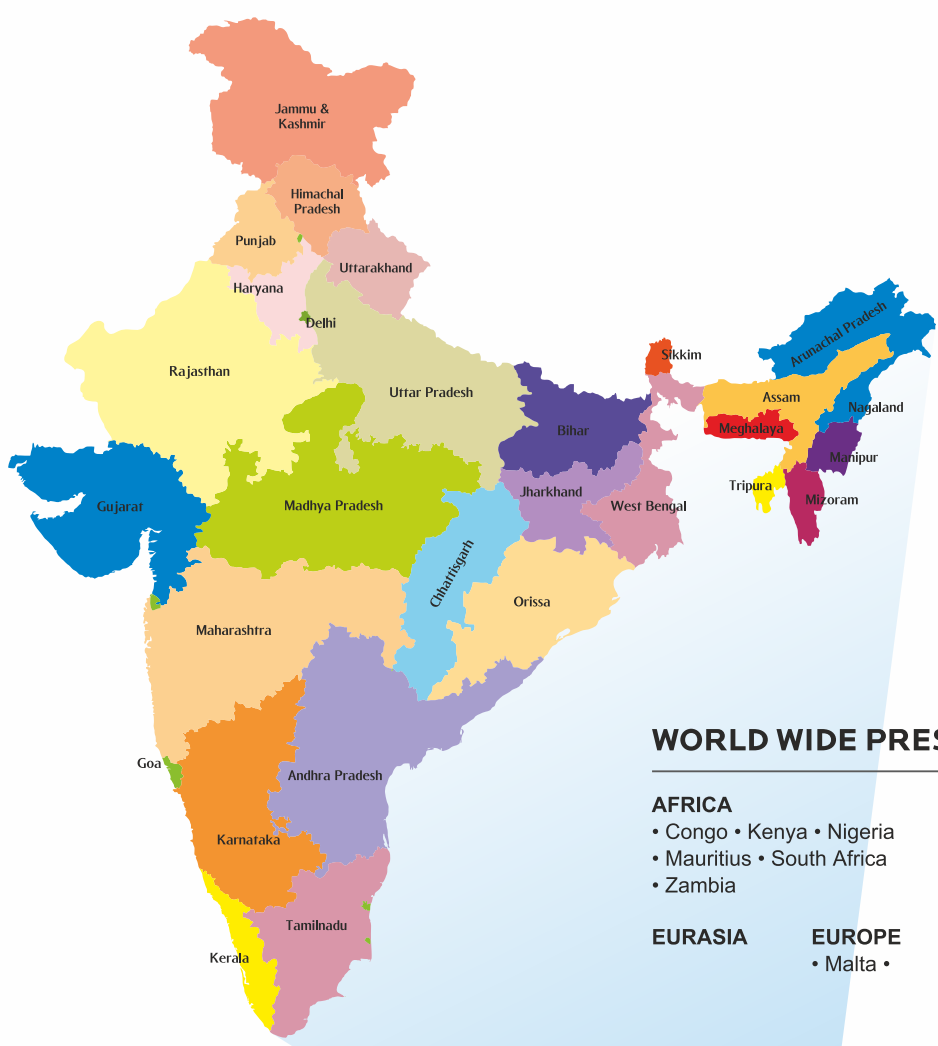 Jammu &
Kashmir
Himachal
Pradesh
Punjab
Uttarakhand
Haryana
Delhi
Arunachal Pradesh
Sikkim
Rajasthan
Uttar Pradesh
Assam
Nagaland
Bihar
Meghalaya
Manipur
Tripura
Jharkhand
Mizoram
Gujarat
Madhya Pradesh
West Bengal
Chhattisgarh
Orissa
Maharashtra
Goa
Andhra Pradesh
Karnataka
Tamilnadu
Kerala
WORLD WIDE PRES
AFRICA
• Congo • Kenya • Nigeria
• Mauritius • South Africa
• Zambia
EURASIA
EUROPE
• Malta •